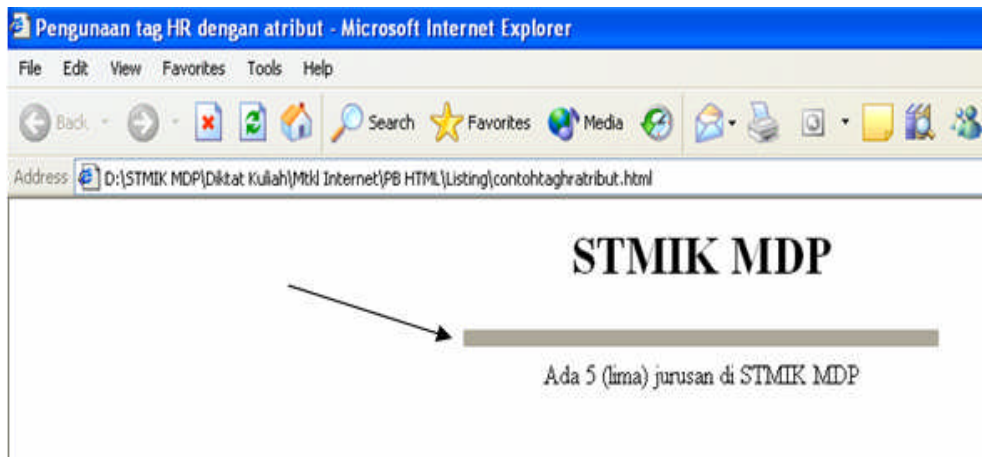 Pengunaan tag HR dengan atribut - Microsoft Internet Explorer
File Edit View Favorites Tools Help
Back Search Favorites Media
Address D:\STMIK MDP\Diktat Kuliah\Mtkl Internet\PB HTML\Listing\contohtaghratribut.html
STMIK MDP
Ada 5 (lima) jurusan di STMIK MDP